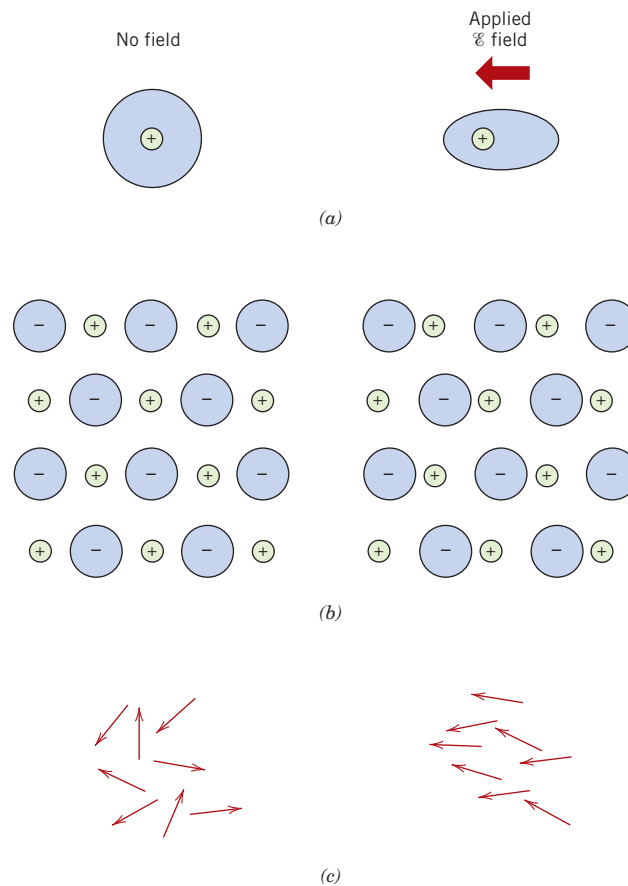 No field
Applied
ℰ field
+
+
(a)
− + − + −
+ − + − +
− + − + −
+ − + − +
− + − + −
+ − + − +
− + − + −
+ − + − +
(b)
(c)